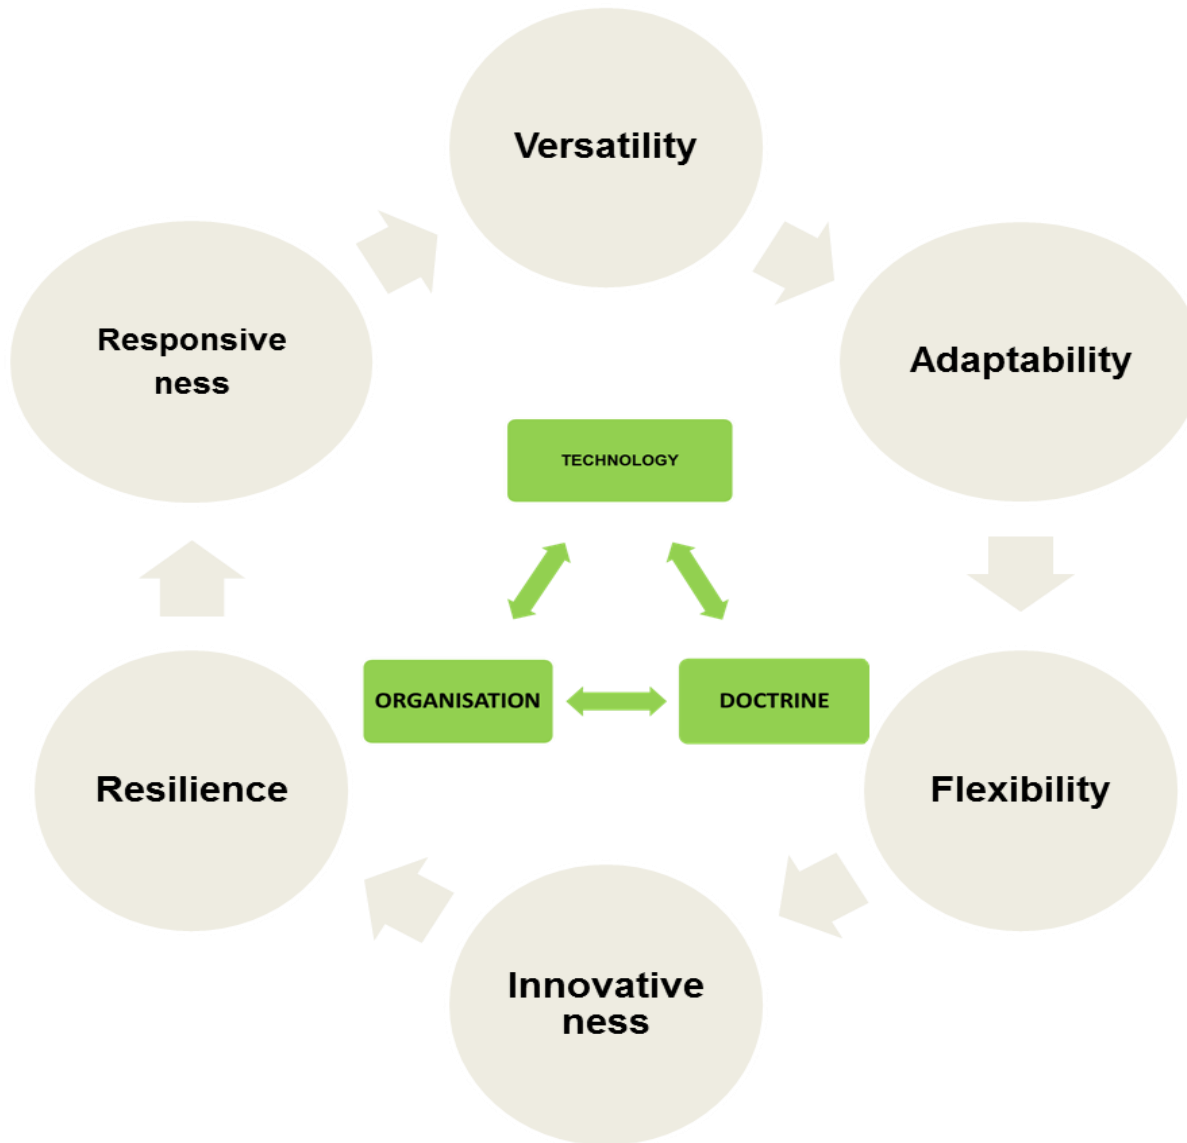 Versatility
Responsive
ness
Adaptability
TECHNOLOGY
ORGANISATION
DOCTRINE
Resilience
Flexibility
Innovative
ness